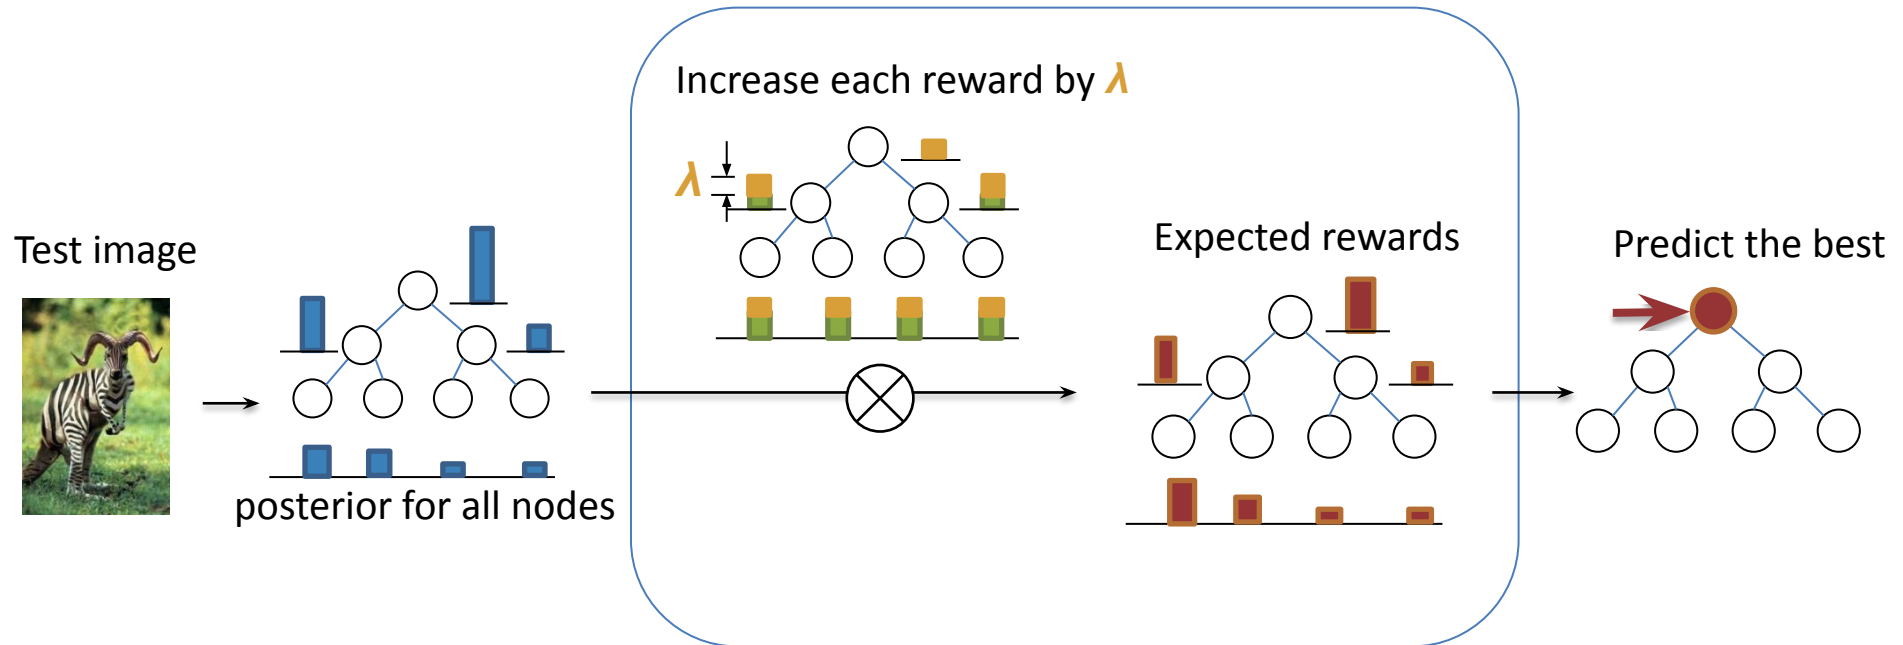 Increase each reward by λ
λ
Test image
Expected rewards
Predict the best
posterior for all nodes